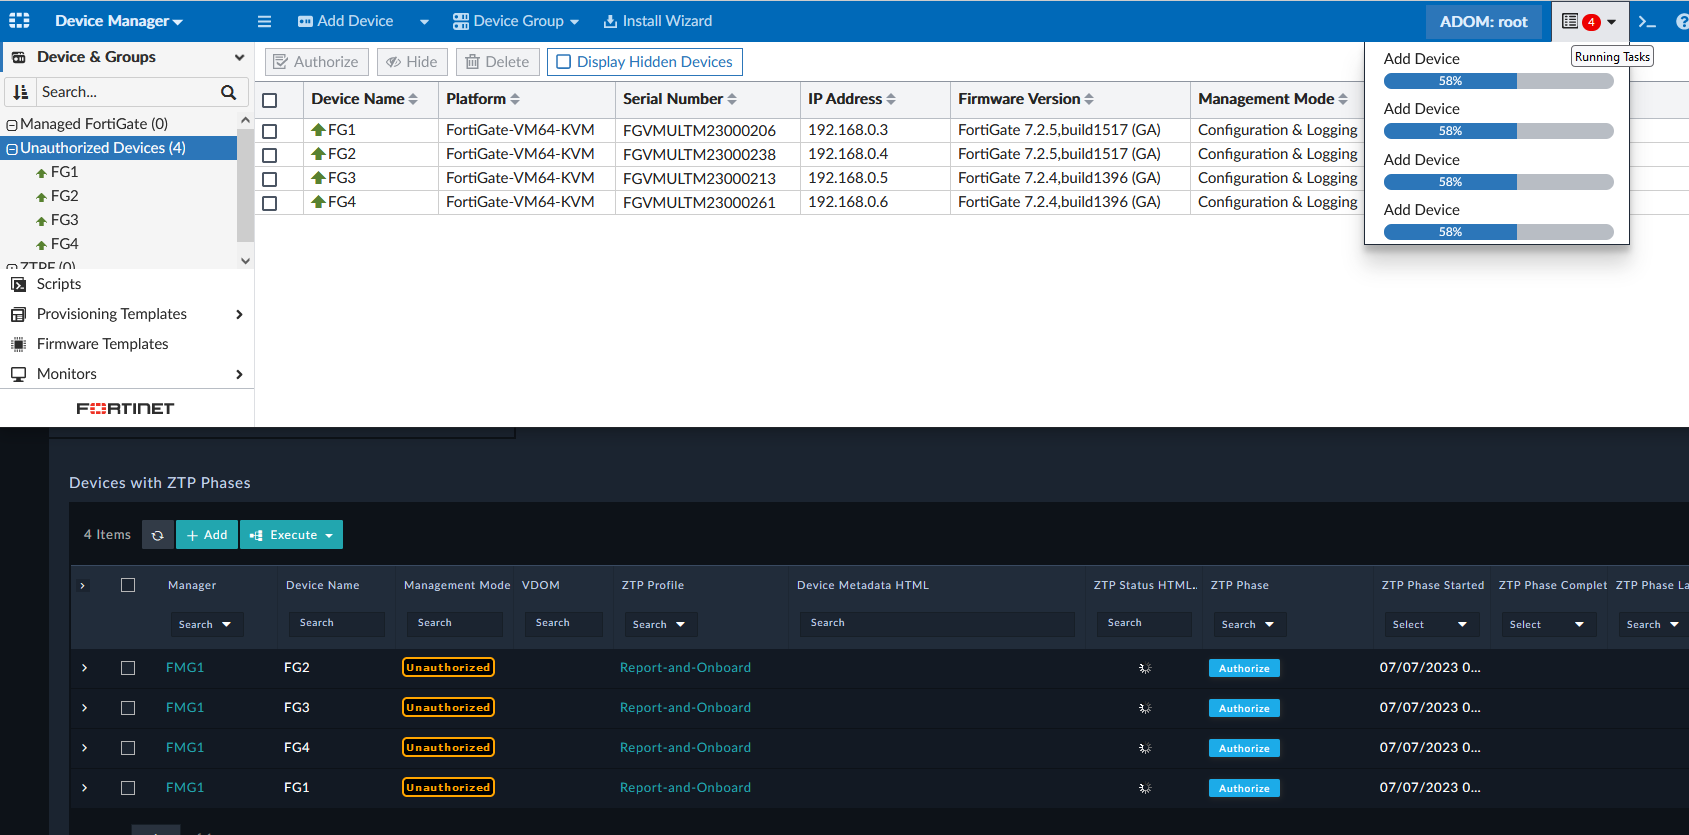 Device Manager Add Device Device Group Install Wizard ADOM: root 4
Device & Groups Authorize Hide Delete Display Hidden Devices Running Tasks
Search...
Managed FortiGate (0)
Unauthorized Devices (4)
FG1
FG2
FG3
FG4
Scripts
Provisioning Templates
Firmware Templates
Monitors
FORTINET
Device Name Platform Serial Number IP Address Firmware Version Management Mode
FG1 FortiGate-VM64-KVM FGVMULTM23000206 192.168.0.3 FortiGate 7.2.5,build1517 (GA) Configuration & Logging
FG2 FortiGate-VM64-KVM FGVMULTM23000238 192.168.0.4 FortiGate 7.2.5,build1517 (GA) Configuration & Logging
FG3 FortiGate-VM64-KVM FGVMULTM23000213 192.168.0.5 FortiGate 7.2.4,build1396 (GA) Configuration & Logging
FG4 FortiGate-VM64-KVM FGVMULTM23000261 192.168.0.6 FortiGate 7.2.4,build1396 (GA) Configuration & Logging
Add Device
58%
Add Device
58%
Add Device
58%
Add Device
58%
Devices with ZTP Phases
4 Items + Add Execute
Manager Device Name Management Mode VDOM ZTP Profile Device Metadata HTML ZTP Status HTML.. ZTP Phase ZTP Phase Started ZTP Phase Complet ZTP Phase La
Search Search Search Search Search Search Search Search Select Select Search
FMG1 FG2 Unauthorized Report-and-Onboard Authorize 07/07/2023 0...
FMG1 FG3 Unauthorized Report-and-Onboard Authorize 07/07/2023 0...
FMG1 FG4 Unauthorized Report-and-Onboard Authorize 07/07/2023 0...
FMG1 FG1 Unauthorized Report-and-Onboard Authorize 07/07/2023 0...